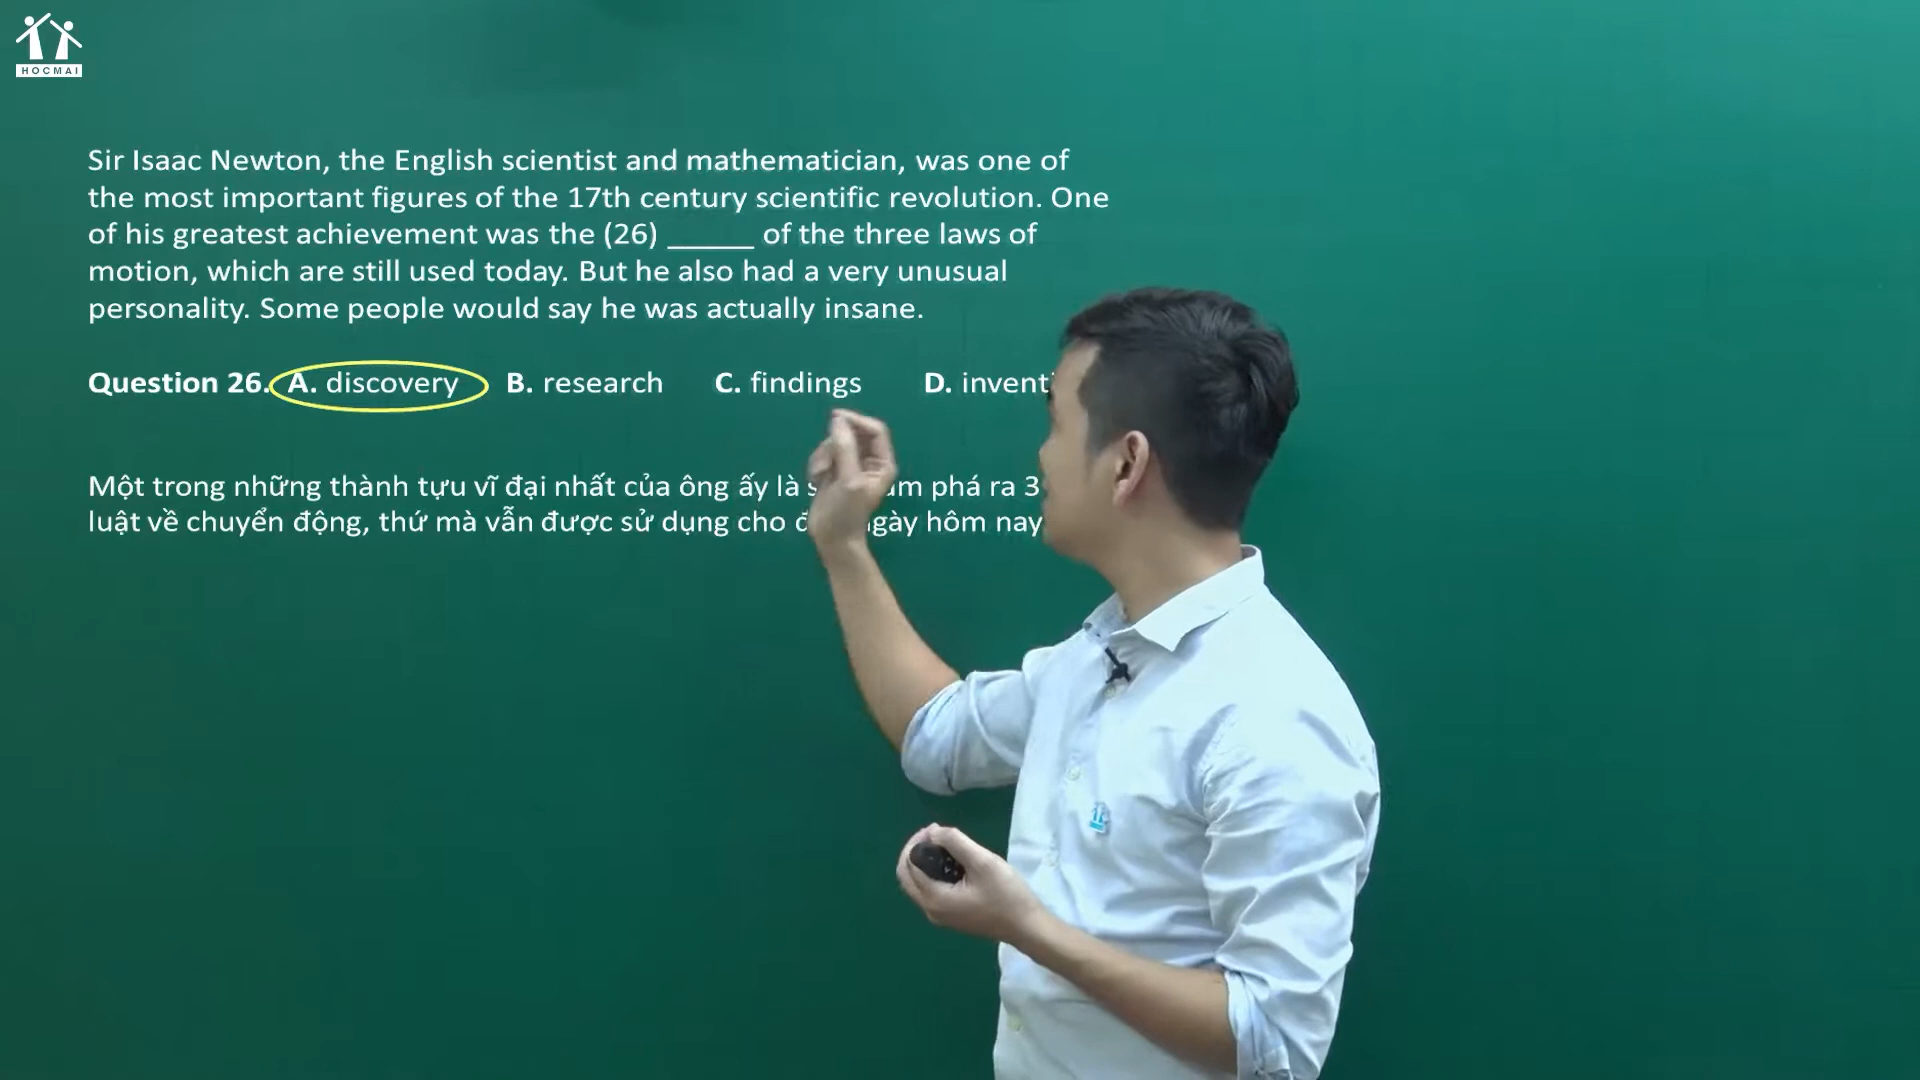 HOCMAI
Sir Isaac Newton, the English scientist and mathematician, was one of
the most important figures of the 17th century scientific revolution. One
of his greatest achievement was the (26) ______ of the three laws of
motion, which are still used today. But he also had a very unusual
personality. Some people would say he was actually insane.
Question 26. A. discovery B. research C. findings D.
Một trong những thành tựu vĩ đại nhất của ông ấy là phá ra 3
luật về chuyển động, thứ mà vẫn được sử dụng cho hôm nay